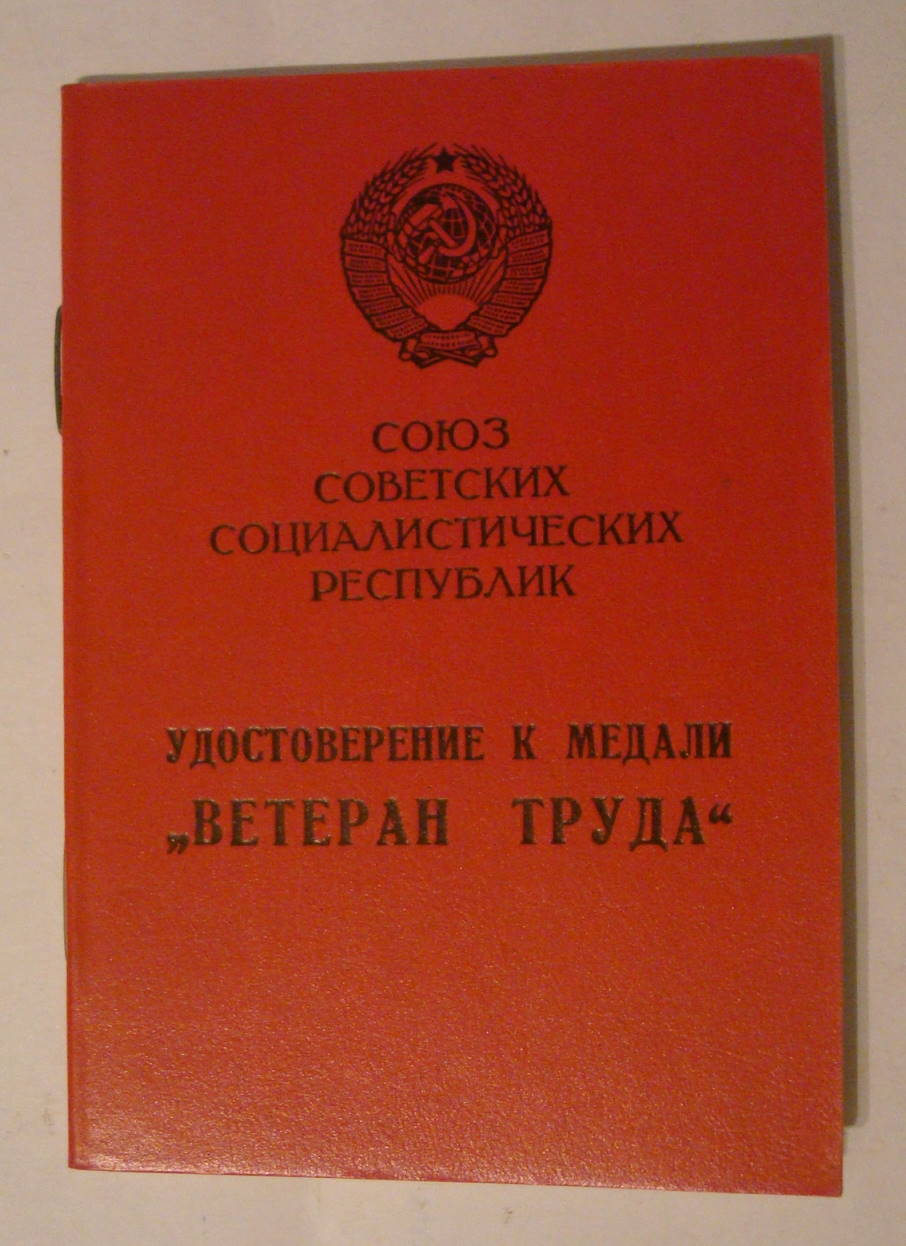 СОЮЗ
СОВЕТСКИХ
СОЦИАЛИСТИЧЕСКИХ
РЕСПУБЛИК
УДОСТОВЕРЕНИЕ К МЕДАЛИ
„ВЕТЕРАН ТРУДА“